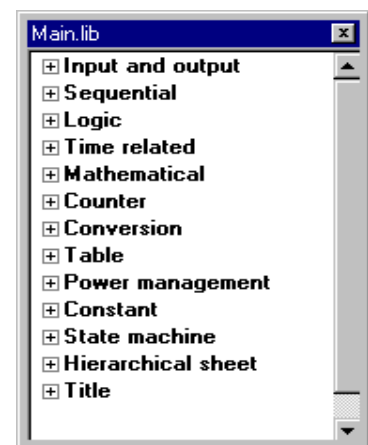 Main.lib
Input and output
Sequential
Logic
Time related
Mathematical
Counter
Conversion
Table
Power management
Constant
State machine
Hierarchical sheet
Title